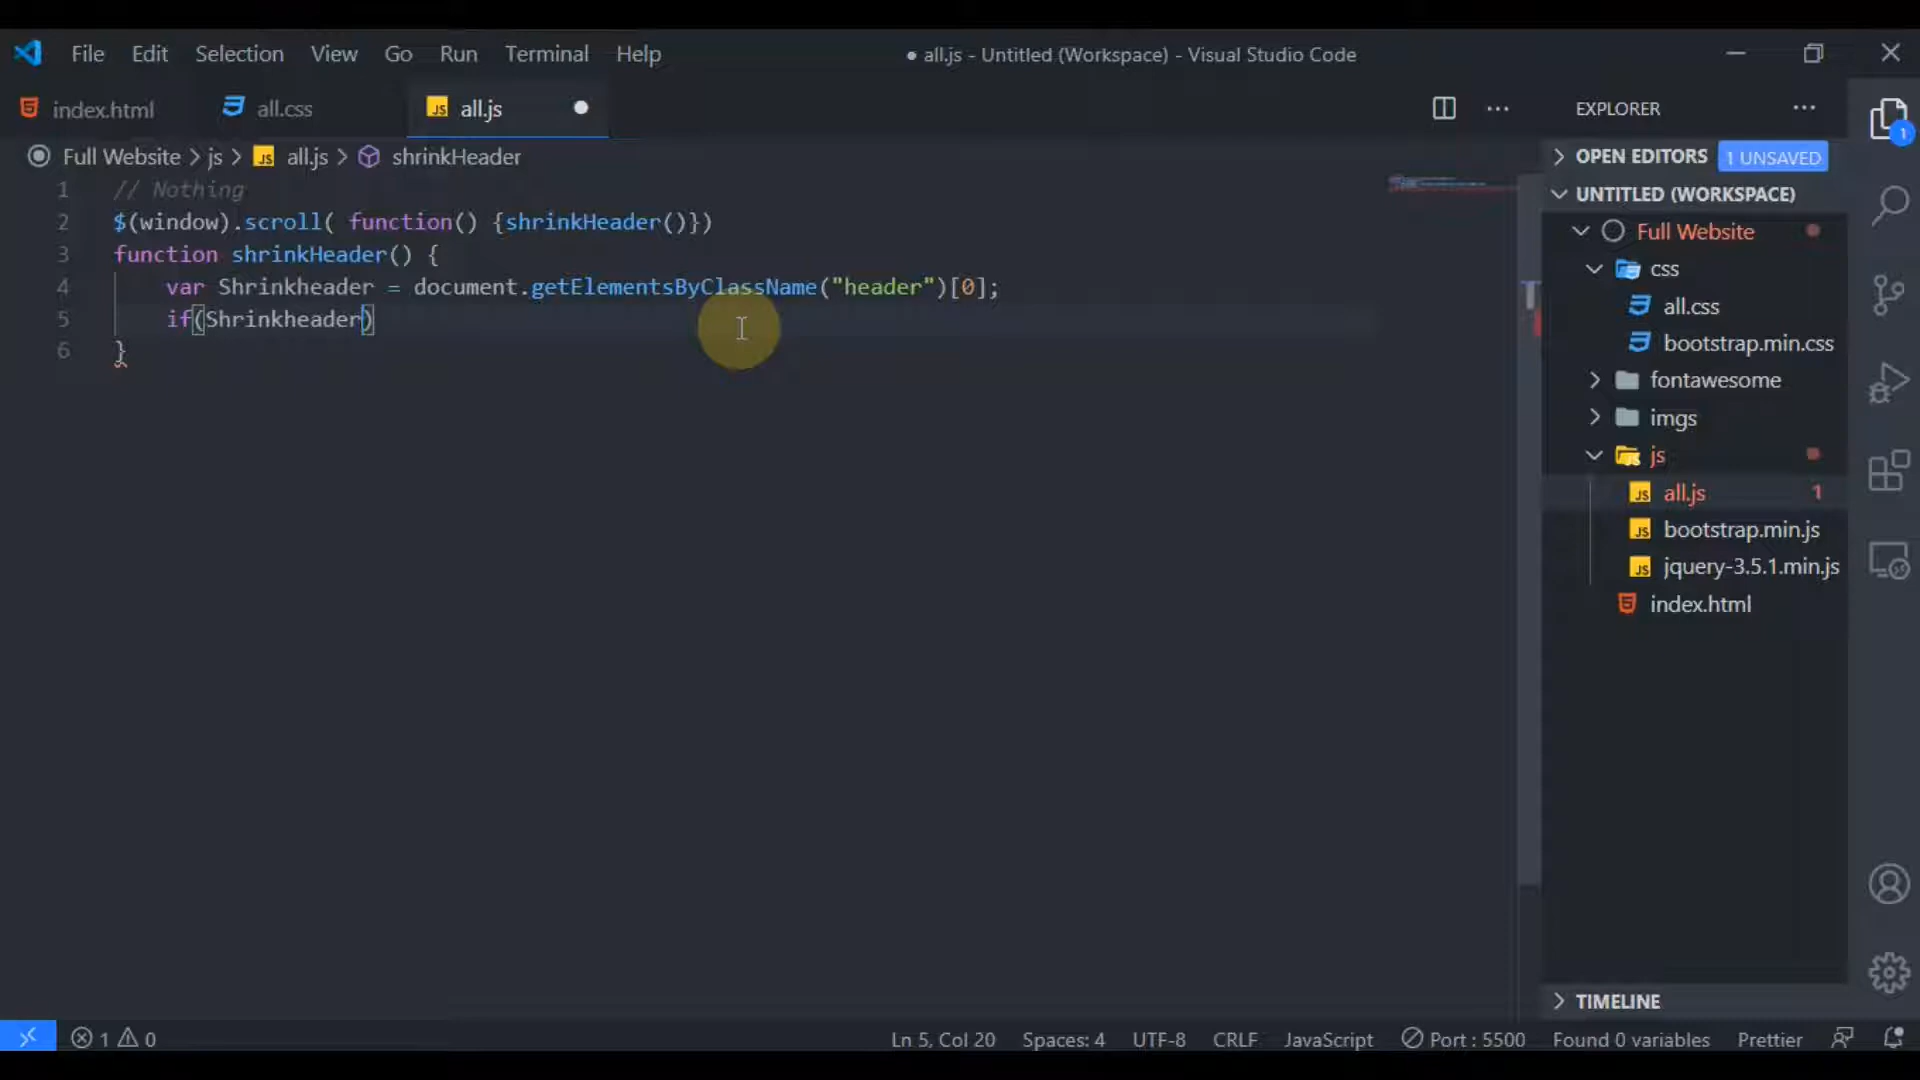 File Edit Selection View Go Run Terminal Help
● all.js - Untitled (Workspace) - Visual Studio Code
index.html all.css all.js
Full Website > js > all.js > shrinkHeader
1 // Nothing
2 $(window).scroll( function() {shrinkHeader()})
3 function shrinkHeader() {
4 var Shrinkheader = document.getElementsByClassName("header")[0];
5 if(Shrinkheader)
6 }
EXPLORER
1
OPEN EDITORS 1 UNSAVED
UNTITLED (WORKSPACE)
Full Website
css
all.css
bootstrap.min.css
fontawesome
imgs
js
all.js 1
bootstrap.min.js
jquery-3.5.1.min.js
index.html
TIMELINE
1 0 Ln 5, Col 20 Spaces: 4 UTF-8 CRLF JavaScript Port : 5500 Found 0 variables Prettier